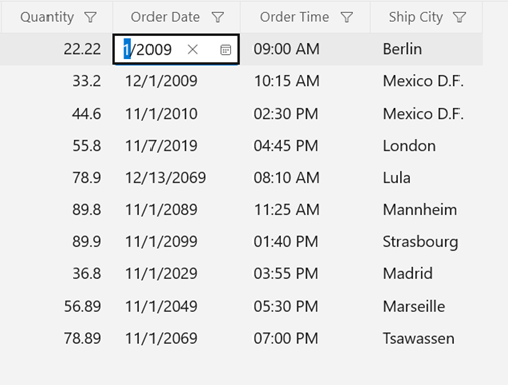 Quantity Order Date Order Time Ship City
22.22 1/2009 09:00 AM Berlin
33.2 12/1/2009 10:15 AM Mexico D.F.
44.6 11/1/2010 02:30 PM Mexico D.F.
55.8 11/7/2019 04:45 PM London
78.9 12/13/2069 08:10 AM Lula
89.8 11/1/2089 11:25 AM Mannheim
89.9 11/1/2099 01:40 PM Strasbourg
36.8 11/1/2029 03:55 PM Madrid
56.89 11/1/2049 05:30 PM Marseille
78.89 11/1/2069 07:00 PM Tsawassen